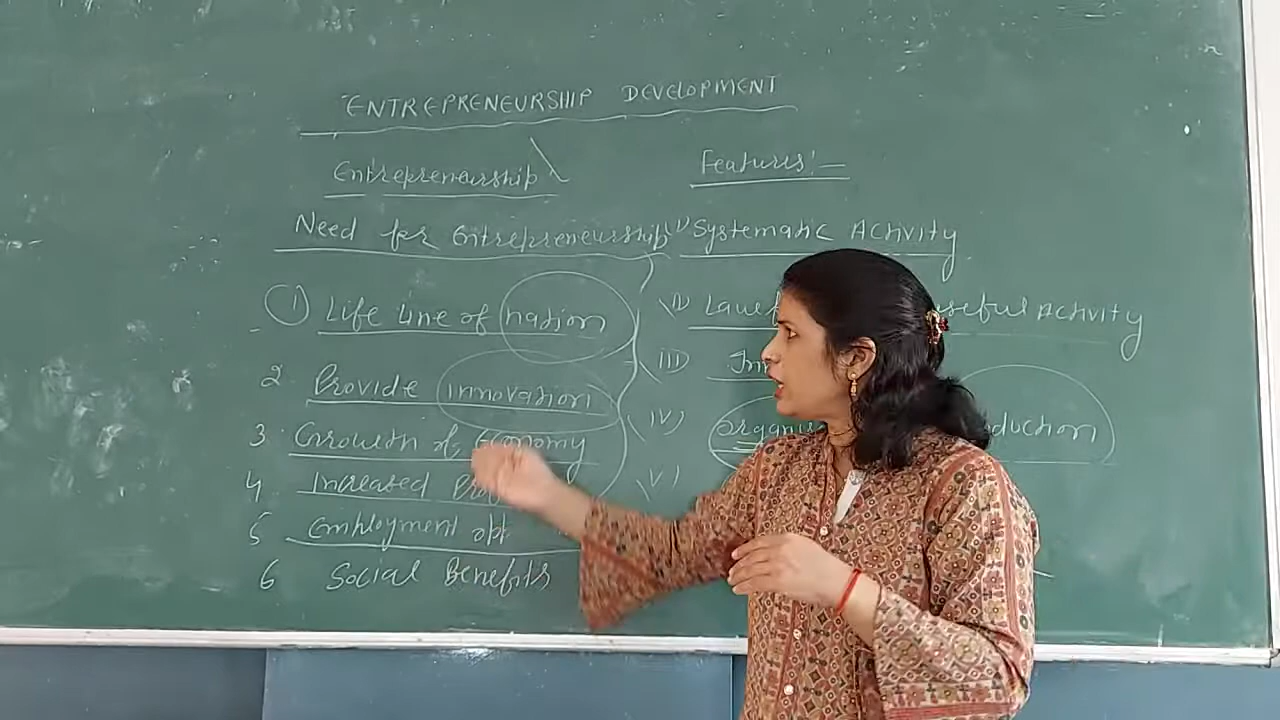 ENTREPRENEURSHIP DEVELOPMENT
Entrepreneurship
Need for Entrepreneurship
① Life line of nation
2. Provide innovation
3. Growth of Economy
4. Increased
5. Employment opt
6. Social Benefits
Features:-
i) Systematic Activity
ii) useful Activity
iii)
iv)
v)